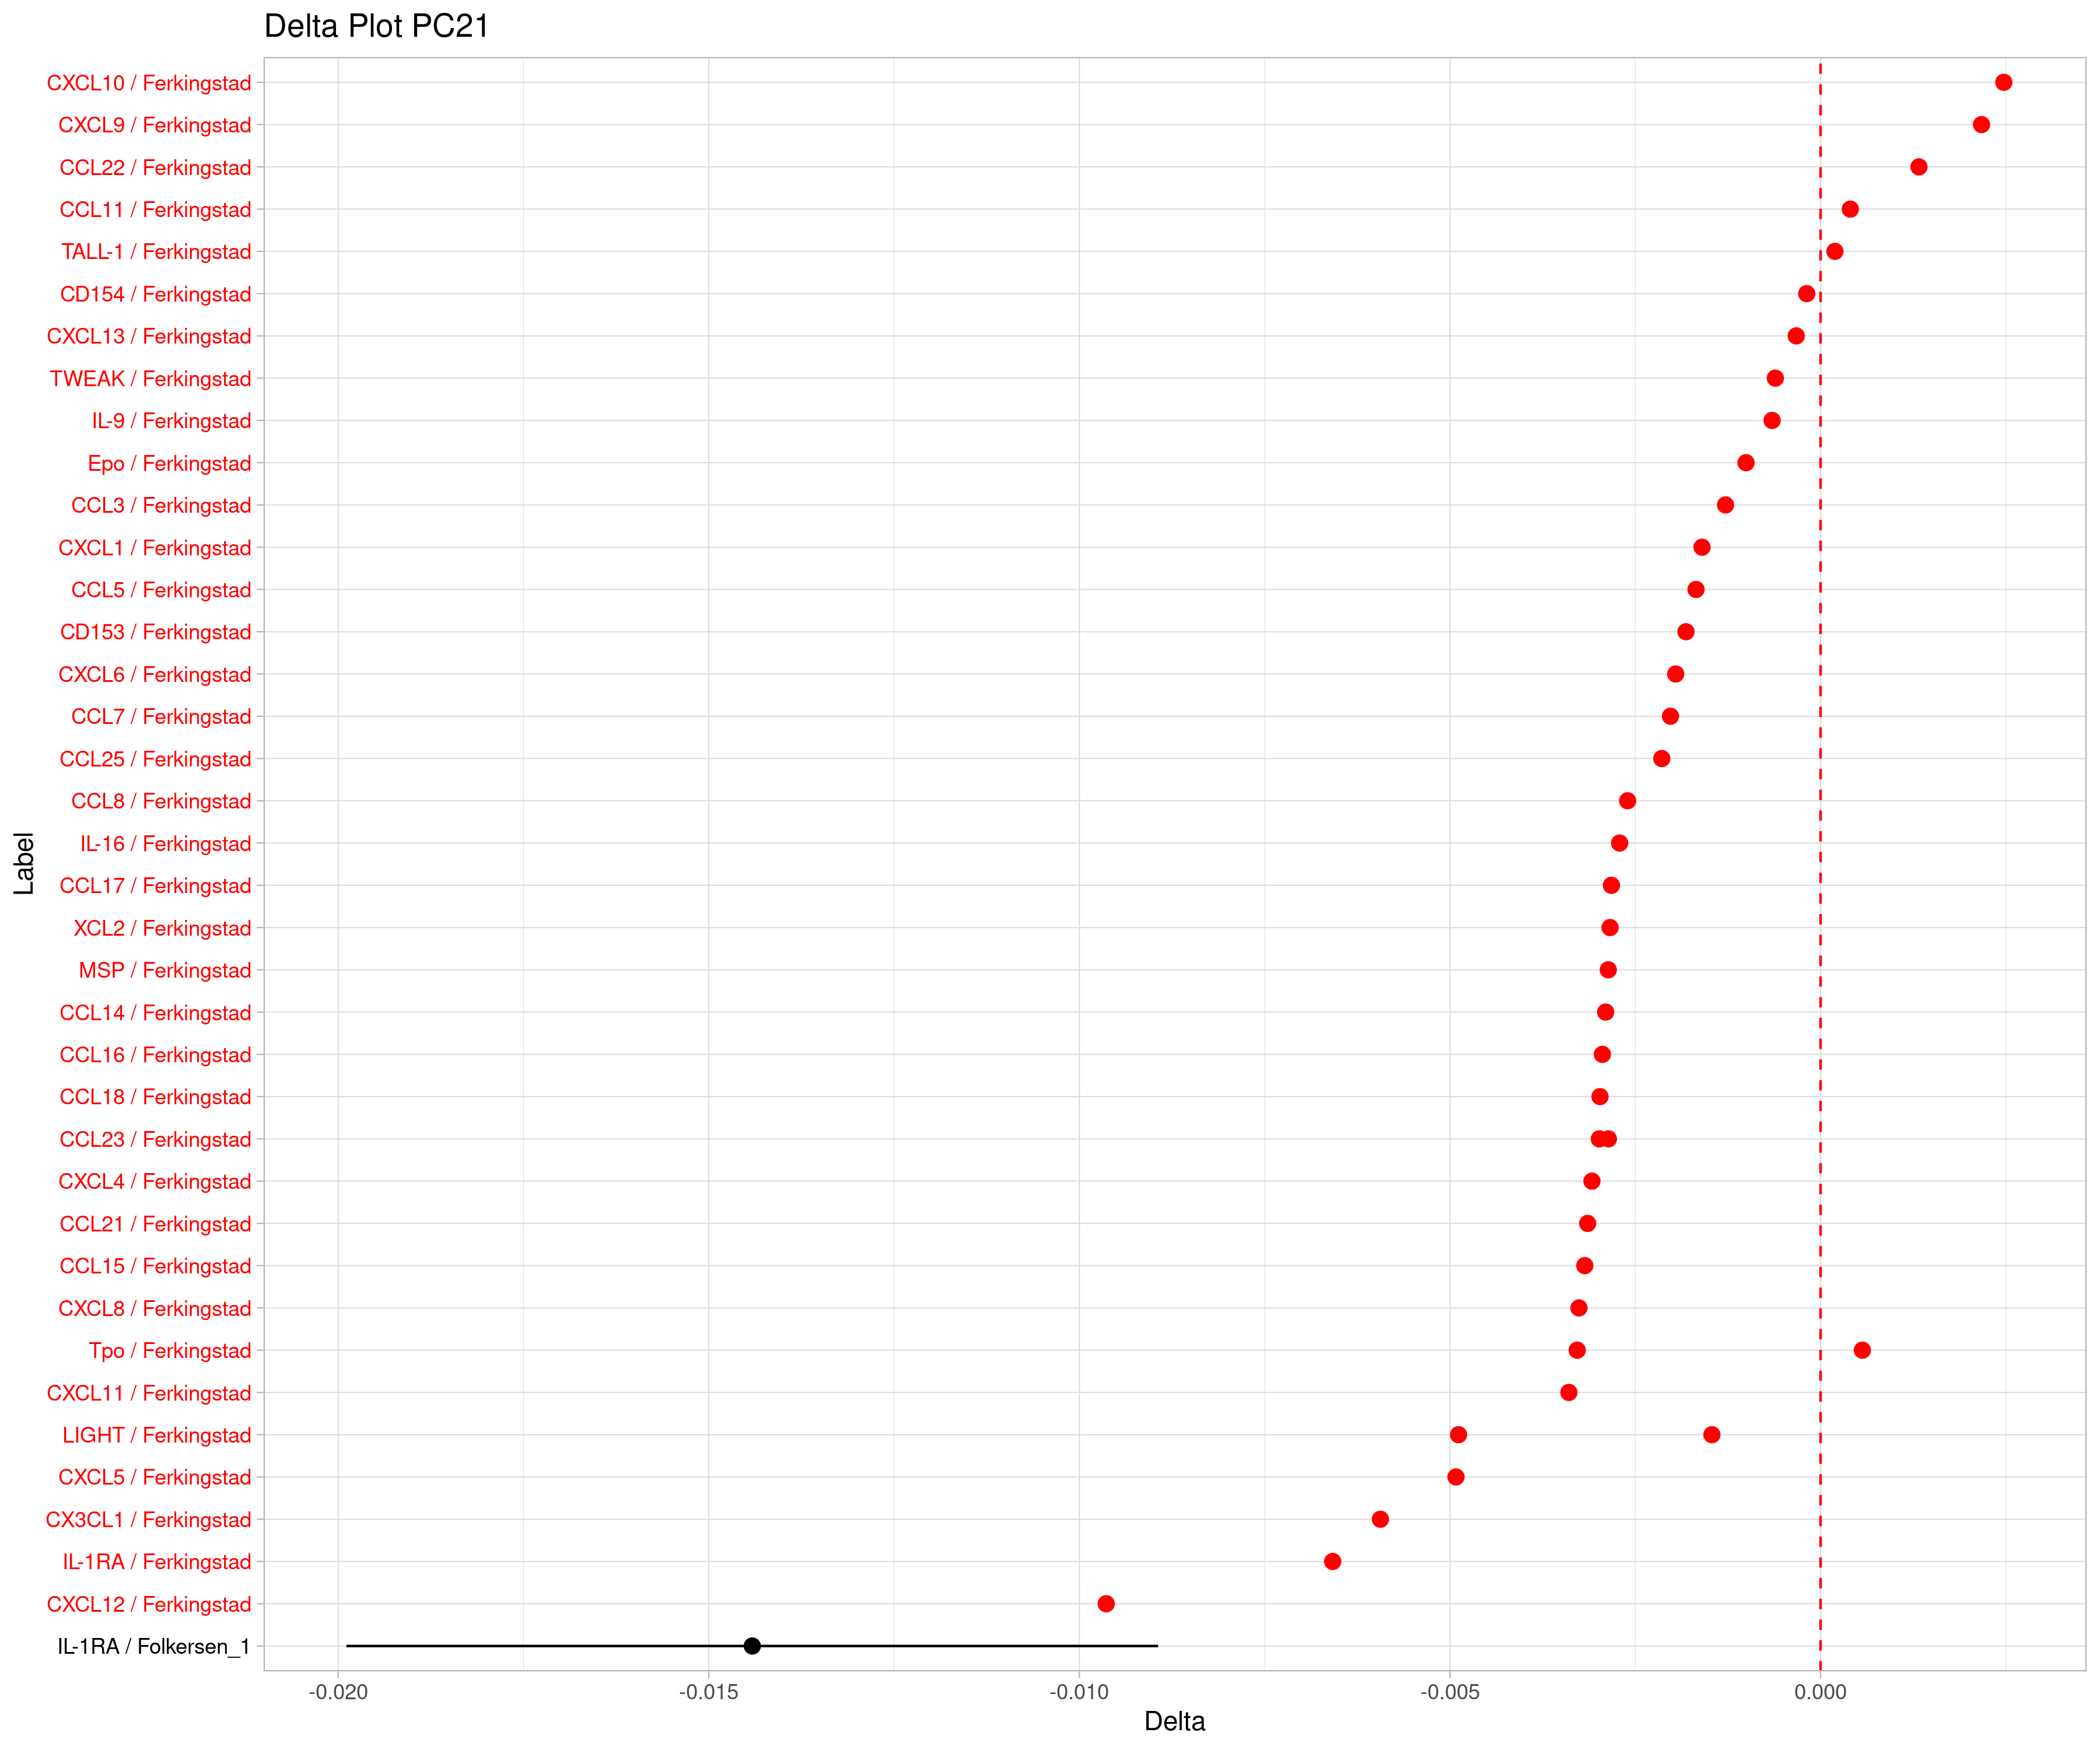 Delta Plot PC21
CXCL10 / Ferkingstad
CXCL9 / Ferkingstad
CCL22 / Ferkingstad
CCL11 / Ferkingstad
TALL-1 / Ferkingstad
CD154 / Ferkingstad
CXCL13 / Ferkingstad
TWEAK / Ferkingstad
IL-9 / Ferkingstad
Epo / Ferkingstad
CCL3 / Ferkingstad
CXCL1 / Ferkingstad
CCL5 / Ferkingstad
CD153 / Ferkingstad
CXCL6 / Ferkingstad
CCL7 / Ferkingstad
CCL25 / Ferkingstad
CCL8 / Ferkingstad
IL-16 / Ferkingstad
CCL17 / Ferkingstad
XCL2 / Ferkingstad
MSP / Ferkingstad
CCL14 / Ferkingstad
CCL16 / Ferkingstad
CCL18 / Ferkingstad
CCL23 / Ferkingstad
CXCL4 / Ferkingstad
CCL21 / Ferkingstad
CCL15 / Ferkingstad
CXCL8 / Ferkingstad
Tpo / Ferkingstad
CXCL11 / Ferkingstad
LIGHT / Ferkingstad
CXCL5 / Ferkingstad
CX3CL1 / Ferkingstad
IL-1RA / Ferkingstad
CXCL12 / Ferkingstad
IL-1RA / Folkersen_1
Label
-0.020 -0.015 -0.010 -0.005 0.000
Delta